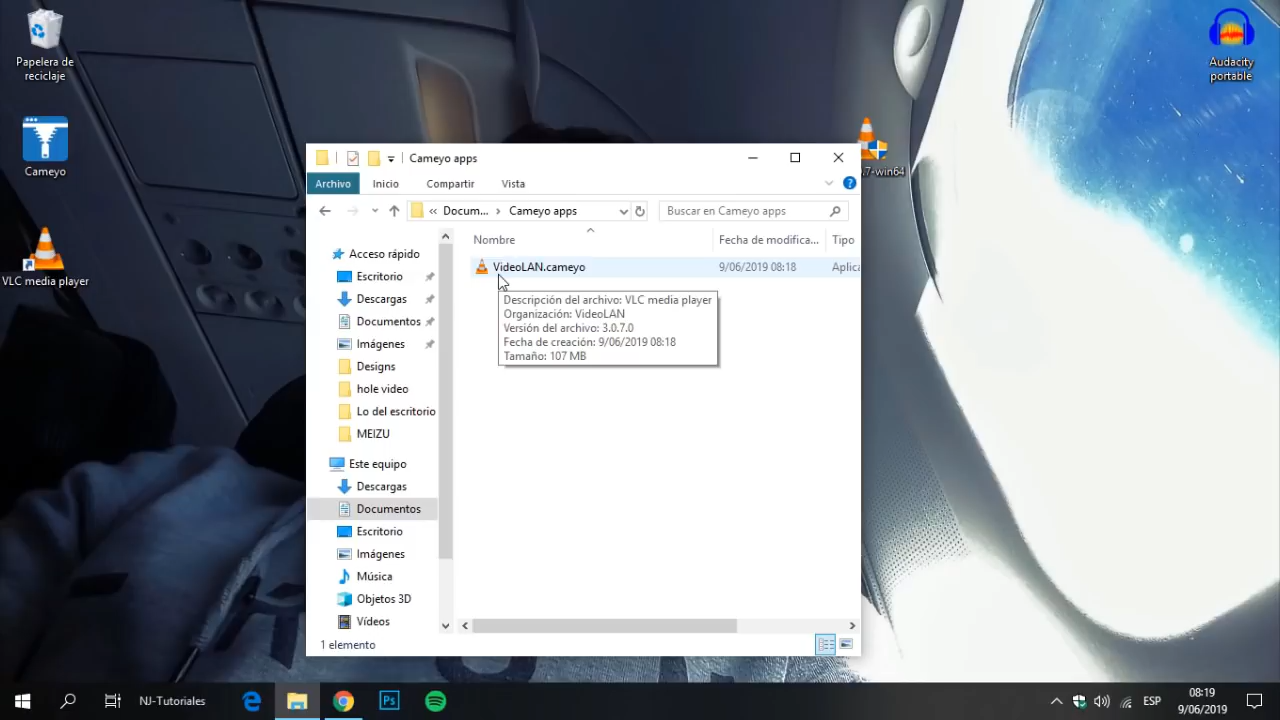 Papelera de
reciclaje
Cameyo
VLC media player
Audacity
portable
.7-win64
Cameyo apps
Archivo
Inicio
Compartir
Vista
« Docum... › Cameyo apps
Buscar en Cameyo apps
Acceso rápido
Escritorio
Descargas
Documentos
Imágenes
Designs
hole video
Lo del escritorio
MEIZU
Este equipo
Descargas
Documentos
Escritorio
Imágenes
Música
Objetos 3D
Vídeos
Nombre
Fecha de modifica...
Tipo
VideoLAN.cameyo
9/06/2019 08:18
Aplica
Descripción del archivo: VLC media player
Organización: VideoLAN
Versión del archivo: 3.0.7.0
Fecha de creación: 9/06/2019 08:18
Tamaño: 107 MB
1 elemento
NJ-Tutoriales
Ps
ESP
08:19
9/06/2019